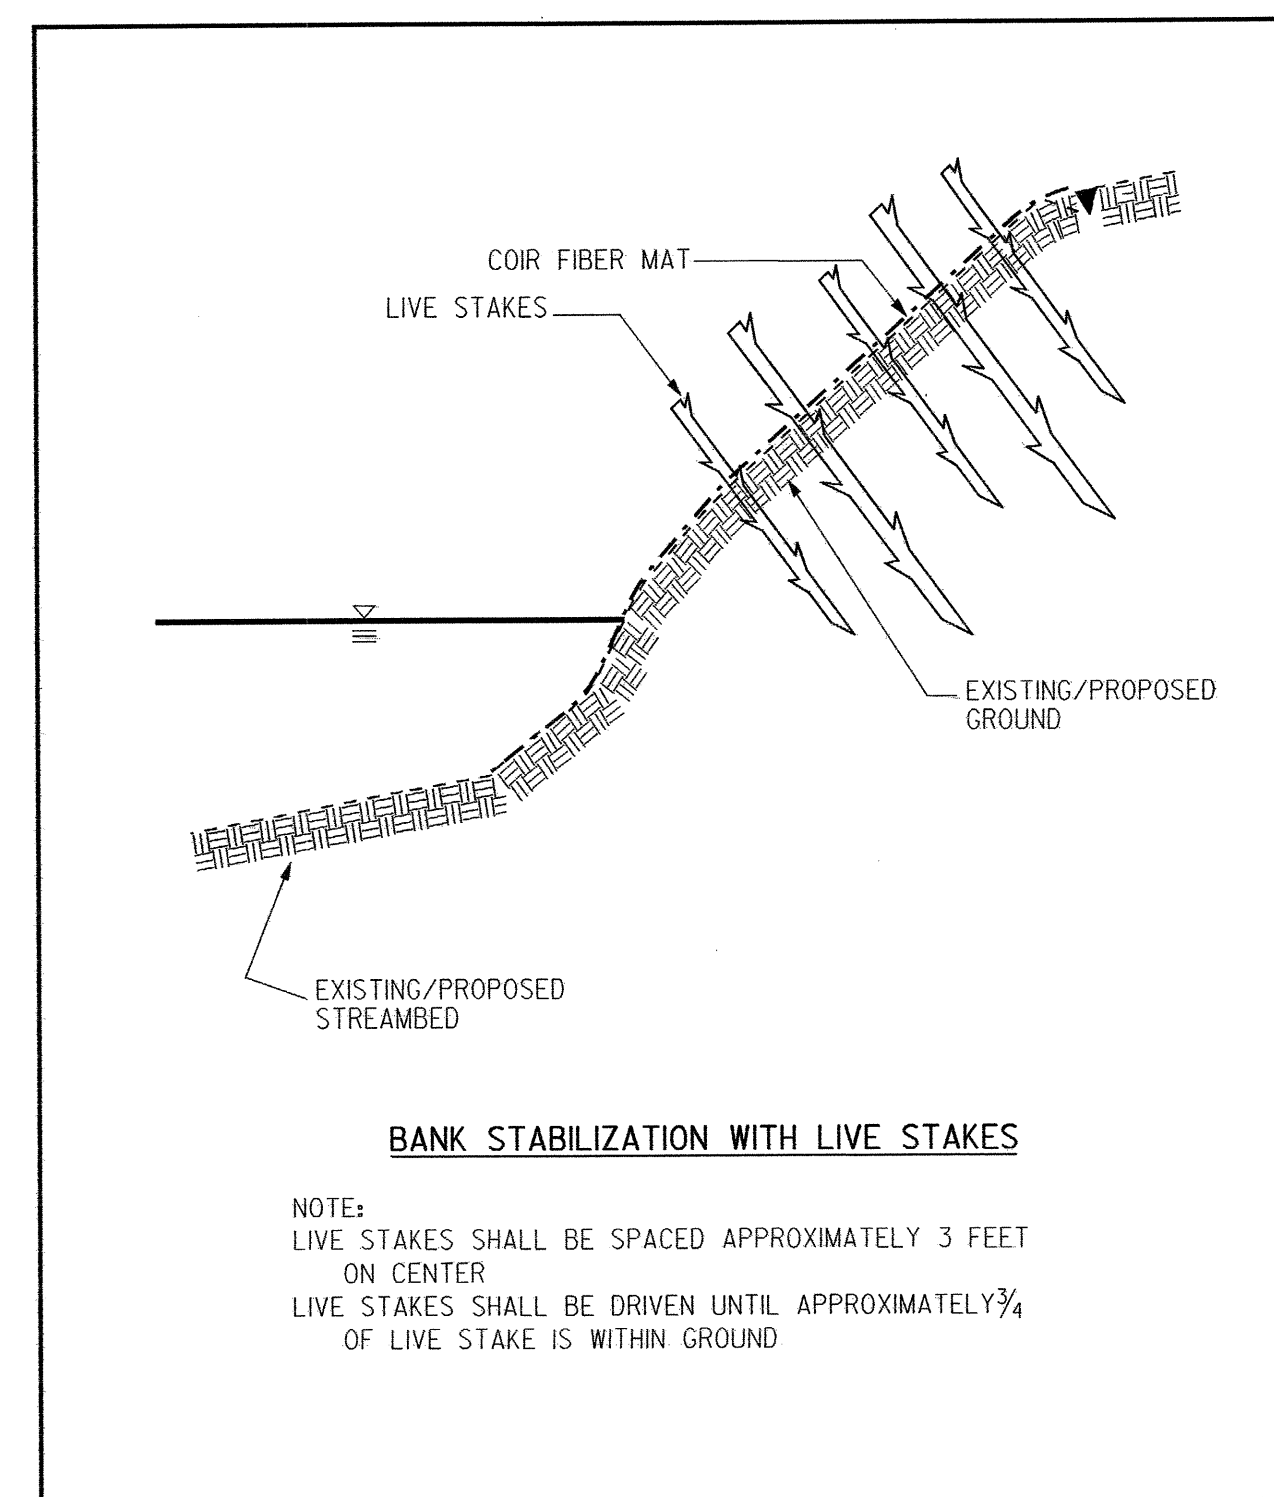 COIR FIBER MAT
LIVE STAKES
EXISTING/PROPOSED
GROUND
EXISTING/PROPOSED
STREAMBED
BANK STABILIZATION WITH LIVE STAKES
NOTE:
LIVE STAKES SHALL BE SPACED APPROXIMATELY 3 FEET
ON CENTER
LIVE STAKES SHALL BE DRIVEN UNTIL APPROXIMATELY 3/4
OF LIVE STAKE IS WITHIN GROUND